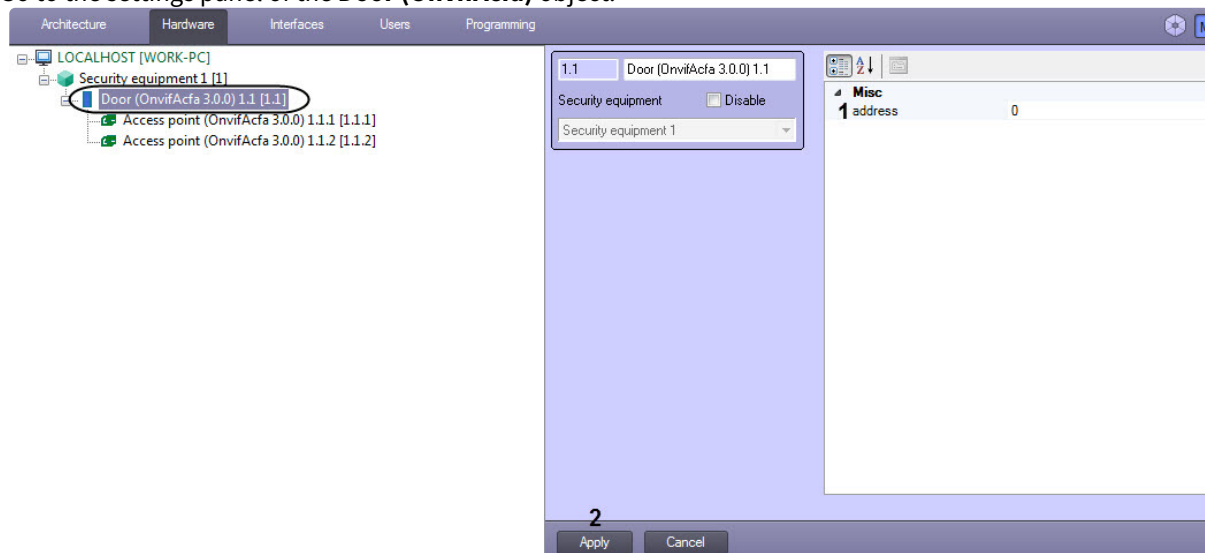 Go to the settings panel of the Door (OnvifAcfa) object.
Architecture Hardware Interfaces Users Programming
LOCALHOST [WORK-PC]
Security equipment 1 [1]
Door (OnvifAcfa 3.0.0) 1.1 [1.1]
Access point (OnvifAcfa 3.0.0) 1.1.1 [1.1.1]
Access point (OnvifAcfa 3.0.0) 1.1.2 [1.1.2]
1.1 Door (OnvifAcfa 3.0.0) 1.1
Security equipment Disable
Security equipment 1
Misc
1 address 0
2
Apply Cancel